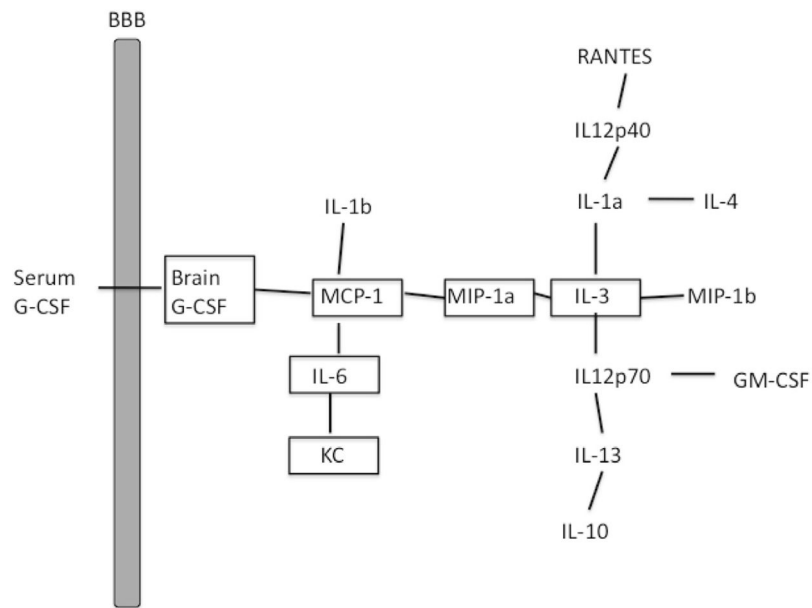 BBB
RANTES
IL12p40
IL-1b
IL-1a
IL-4
Serum
G-CSF
Brain
G-CSF
MCP-1
MIP-1a
IL-3
MIP-1b
IL-6
IL12p70
GM-CSF
KC
IL-13
IL-10